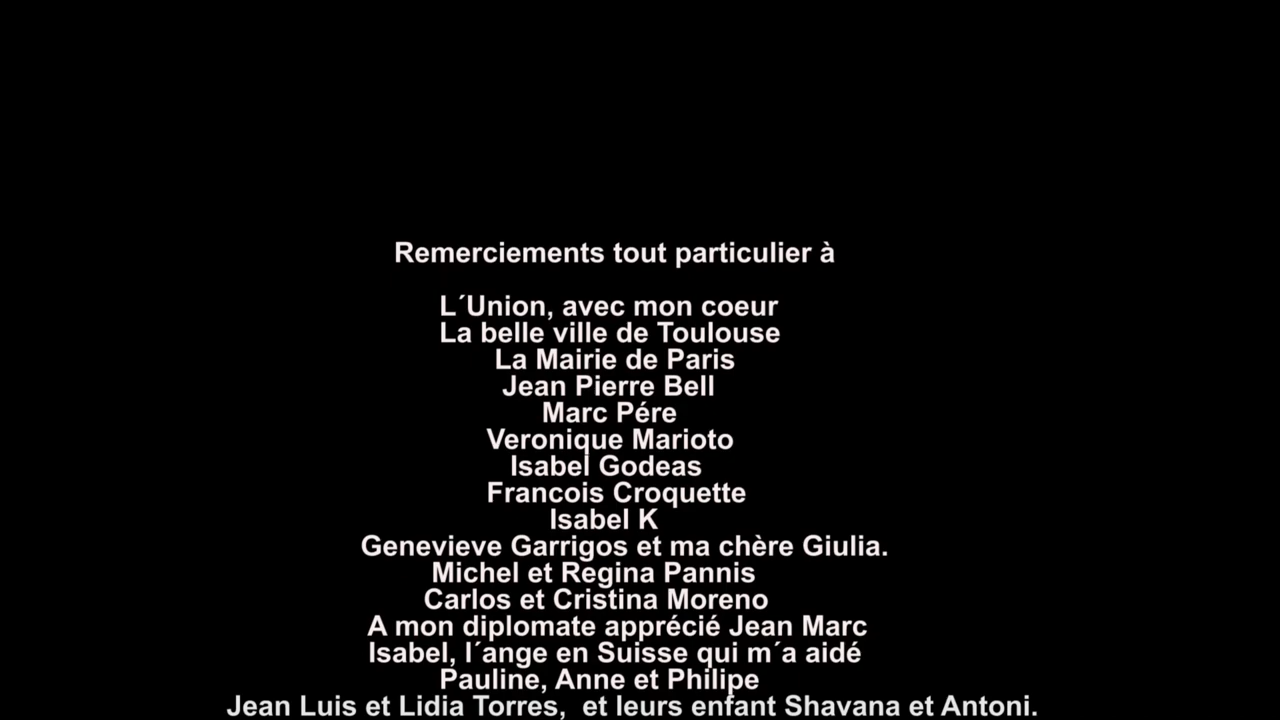 Remerciements tout particulier à
L´Union, avec mon coeur
La belle ville de Toulouse
La Mairie de Paris
Jean Pierre Bell
Marc Pére
Veronique Marioto
Isabel Godeas
Francois Croquette
Isabel K
Genevieve Garrigos et ma chère Giulia.
Michel et Regina Pannis
Carlos et Cristina Moreno
A mon diplomate apprécié Jean Marc
Isabel, l´ange en Suisse qui m´a aidé
Pauline, Anne et Philipe
Jean Luis et Lidia Torres,  et leurs enfant Shavana et Antoni.